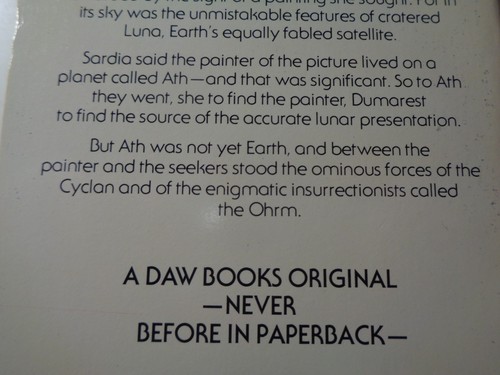 its sky was the unmistakable features of cratered
Luna, Earth's equally fabled satellite.
Sardia said the painter of the picture lived on a
planet called Ath—and that was significant. So to Ath
they went, she to find the painter, Dumarest
to find the source of the accurate lunar presentation.
But Ath was not yet Earth, and between the
painter and the seekers stood the ominous forces of the
Cyclan and of the enigmatic insurrectionists called
the Ohrm.
A DAW BOOKS ORIGINAL
—NEVER
BEFORE IN PAPERBACK—